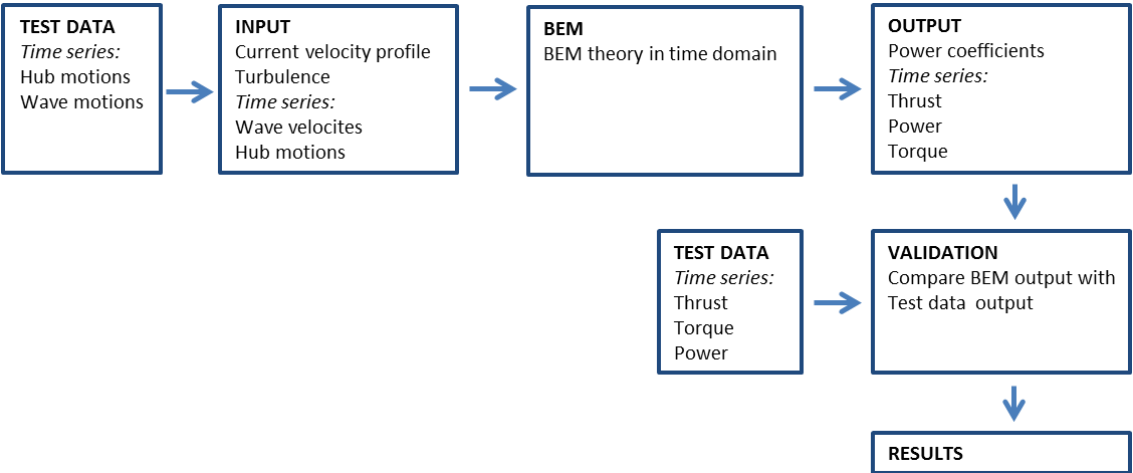 TEST DATA
Time series:
Hub motions
Wave motions
INPUT
Current velocity profile
Turbulence
Time series:
Wave velocites
Hub motions
BEM
BEM theory in time domain
OUTPUT
Power coefficients
Time series:
Thrust
Power
Torque
TEST DATA
Time series:
Thrust
Torque
Power
VALIDATION
Compare BEM output with
Test data output
RESULTS